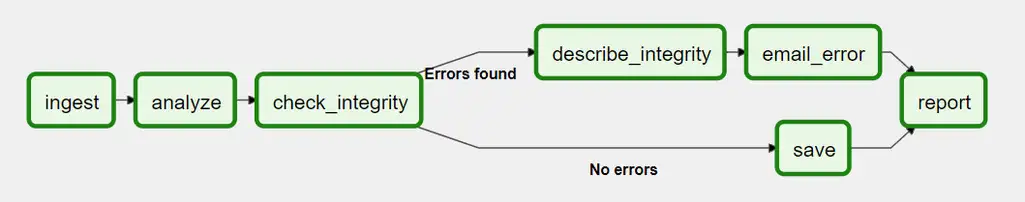 ingest
analyze
check_integrity
Errors found
describe_integrity
email_error
No errors
save
report